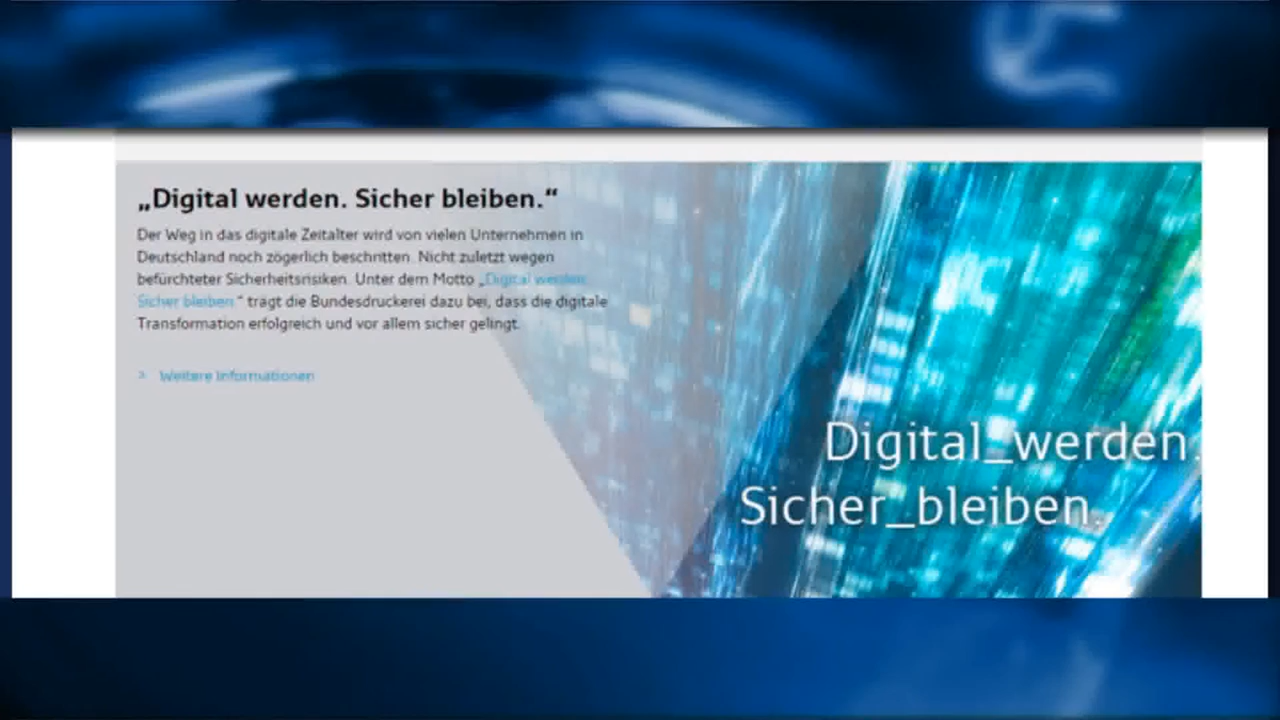 „Digital werden. Sicher bleiben.“
Der Weg in das digitale Zeitalter wird von vielen Unternehmen in
Deutschland noch zögerlich beschritten. Nicht zuletzt wegen
befürchteter Sicherheitsrisiken. Unter dem Motto „Digital werden.
Sicher bleiben.“ trägt die Bundesdruckerei dazu bei, dass die digitale
Transformation erfolgreich und vor allem sicher gelingt.
> Weitere Informationen
Digital_werden.
Sicher_bleiben.